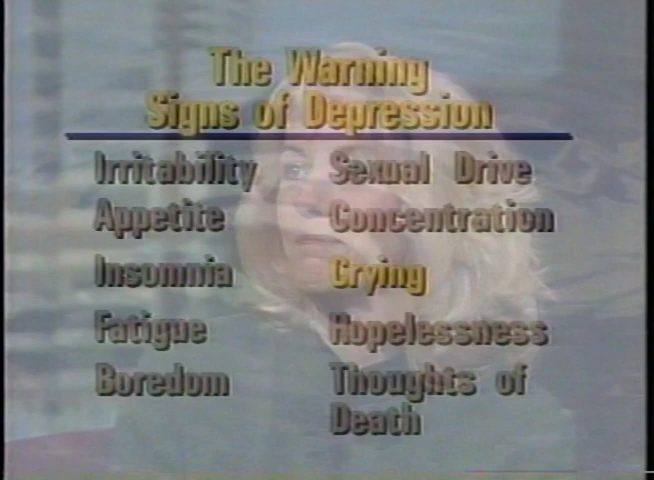 The Warning
Signs of Depression
Irritability
Appetite
Insomnia
Fatigue
Boredom
Sexual Drive
Concentration
Crying
Hopelessness
Thoughts of
Death